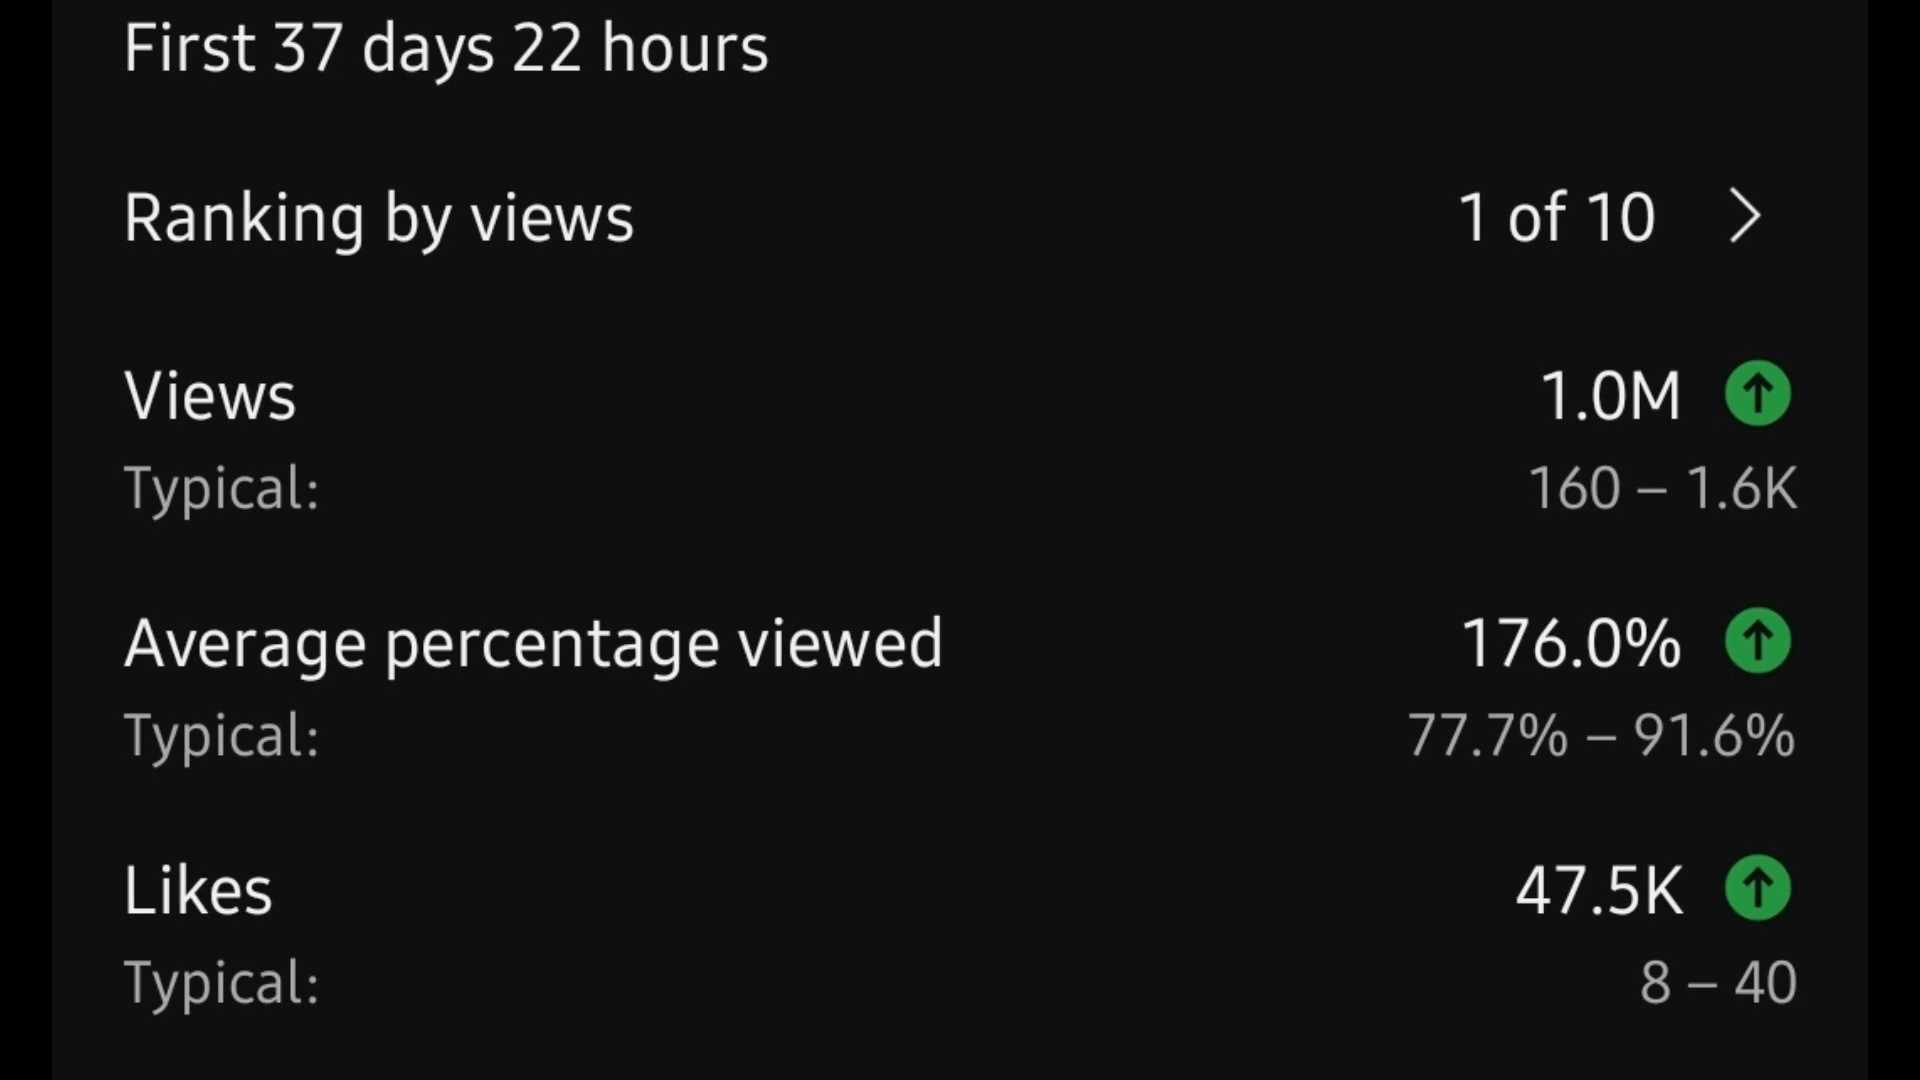 First 37 days 22 hours
Ranking by views 1 of 10
Views 1.0M
Typical: 160 – 1.6K
Average percentage viewed 176.0%
Typical: 77.7% – 91.6%
Likes 47.5K
Typical: 8 – 40